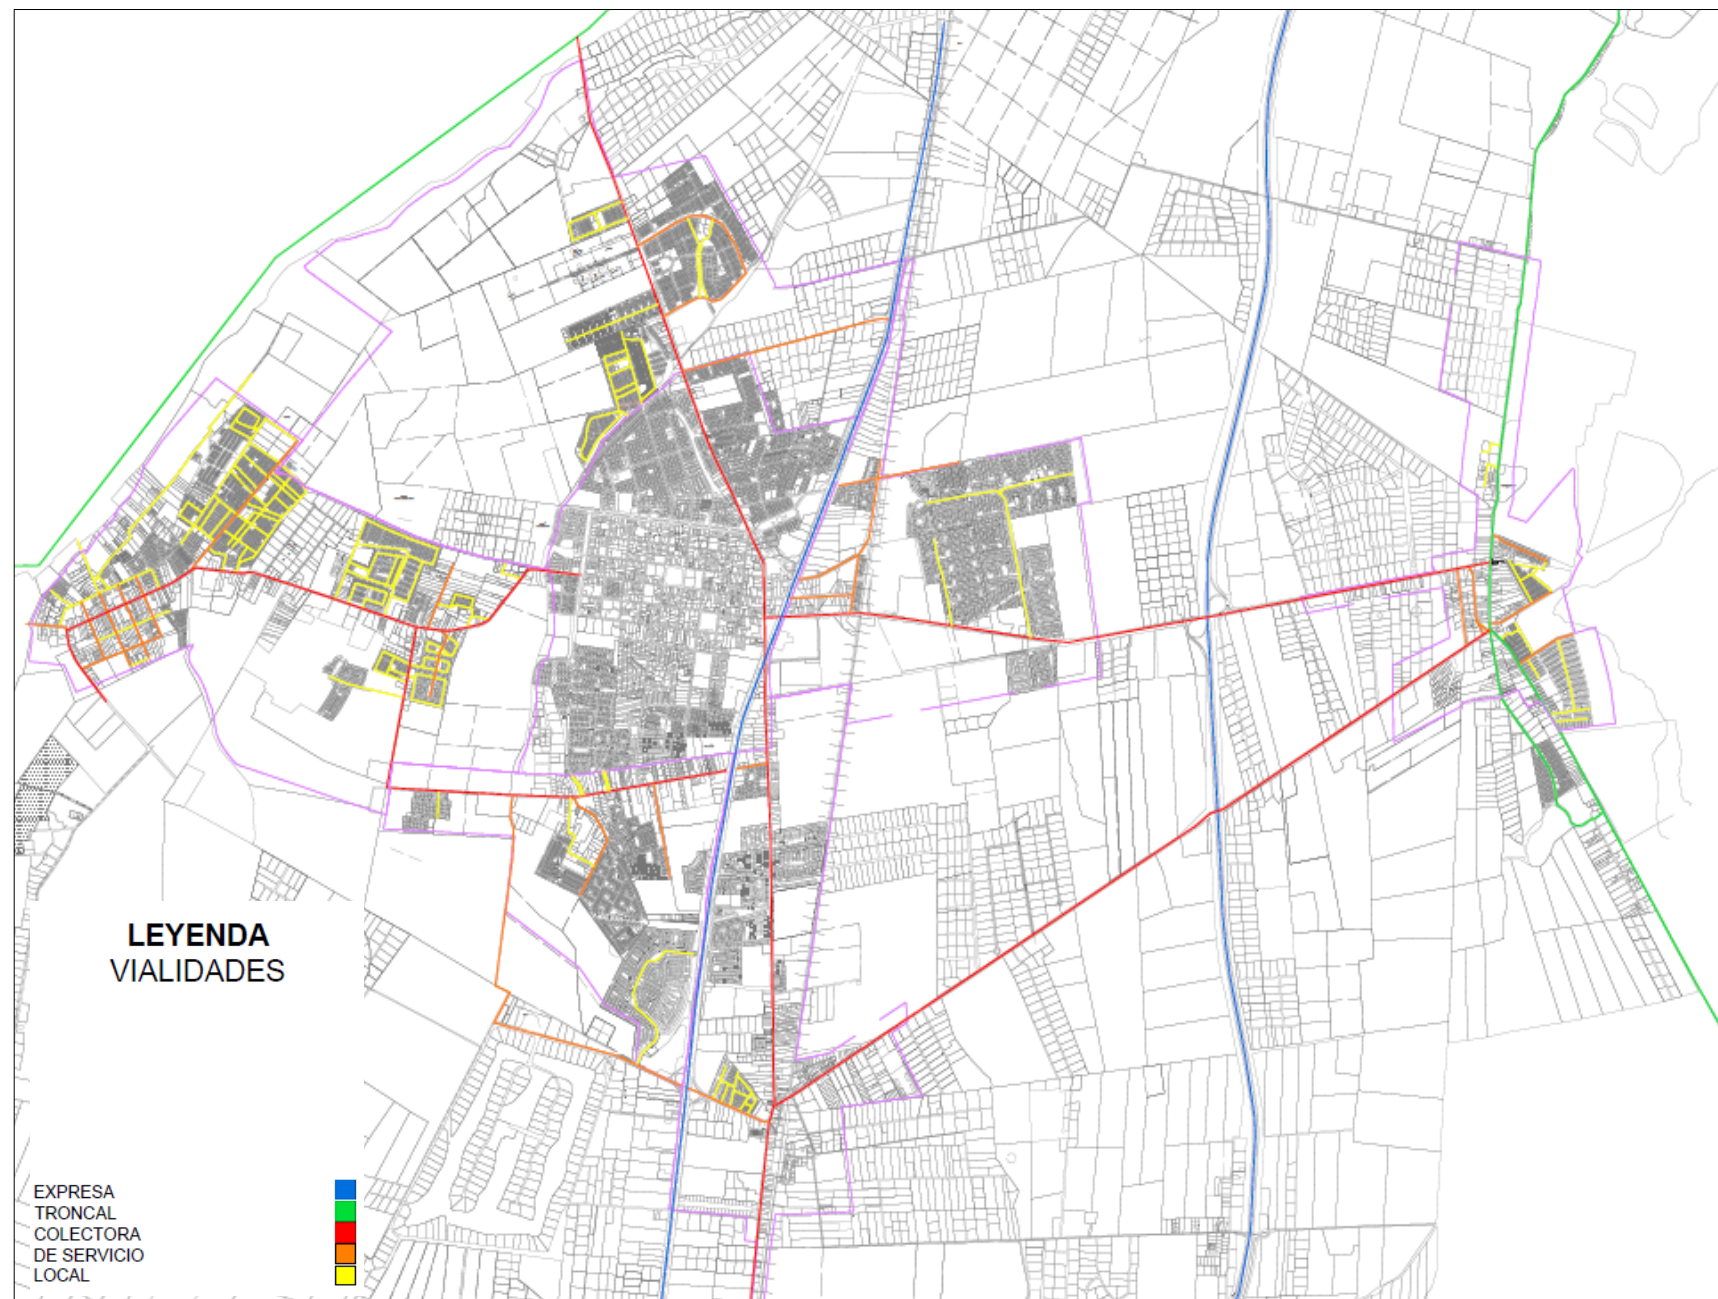 LEYENDA
VIALIDADES
EXPRESA
TRONCAL
COLECTORA
DE SERVICIO
LOCAL